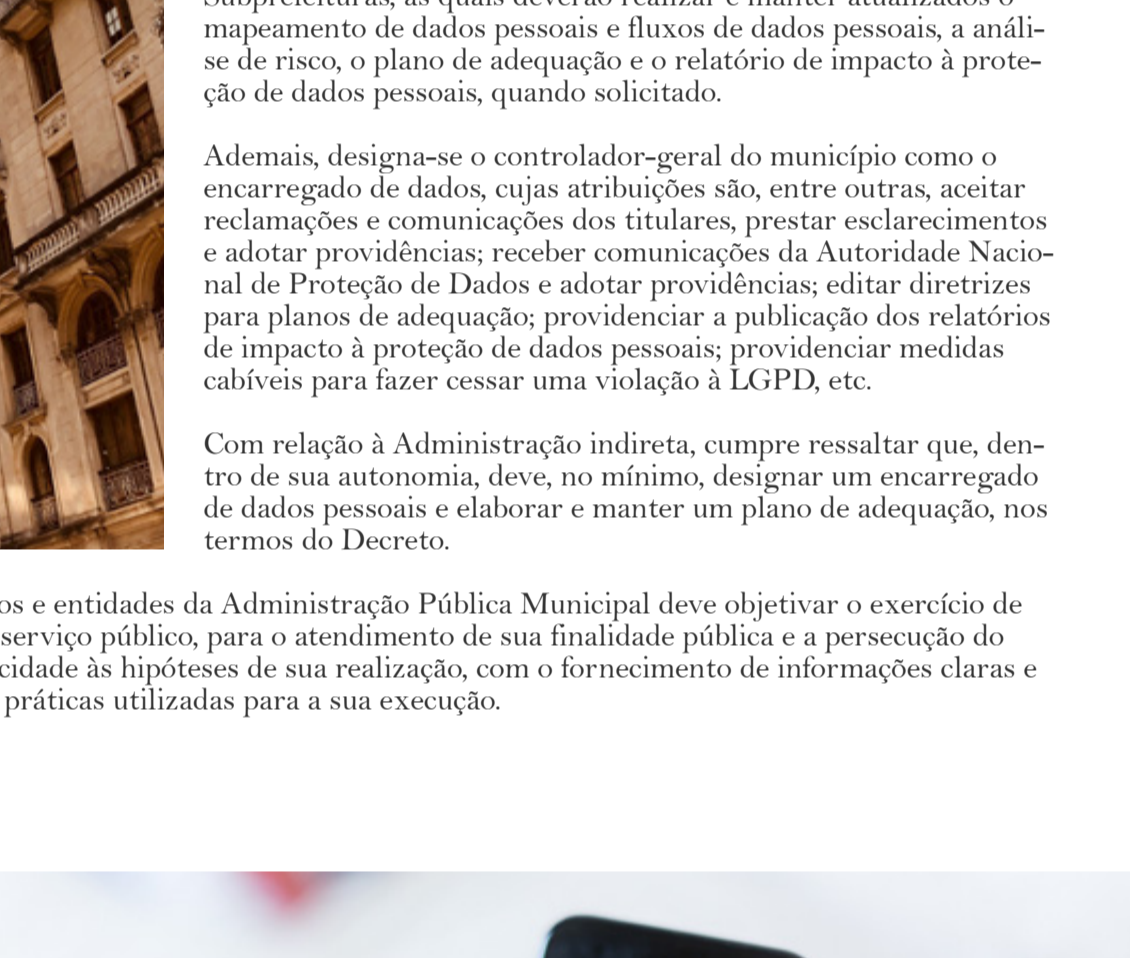 Subprefeituras, as quais deverão realizar e manter atualizados o
mapeamento de dados pessoais e fluxos de dados pessoais, a análi-
se de risco, o plano de adequação e o relatório de impacto à prote-
ção de dados pessoais, quando solicitado.
Ademais, designa-se o controlador-geral do município como o
encarregado de dados, cujas atribuições são, entre outras, aceitar
reclamações e comunicações dos titulares, prestar esclarecimentos
e adotar providências; receber comunicações da Autoridade Nacio-
nal de Proteção de Dados e adotar providências; editar diretrizes
para planos de adequação; providenciar a publicação dos relatórios
de impacto à proteção de dados pessoais; providenciar medidas
cabíveis para fazer cessar uma violação à LGPD, etc.
Com relação à Administração indireta, cumpre ressaltar que, den-
tro de sua autonomia, deve, no mínimo, designar um encarregado
de dados pessoais e elaborar e manter um plano de adequação, nos
termos do Decreto.
os e entidades da Administração Pública Municipal deve objetivar o exercício de
serviço público, para o atendimento de sua finalidade pública e a persecução do
cidade às hipóteses de sua realização, com o fornecimento de informações claras e
práticas utilizadas para a sua execução.